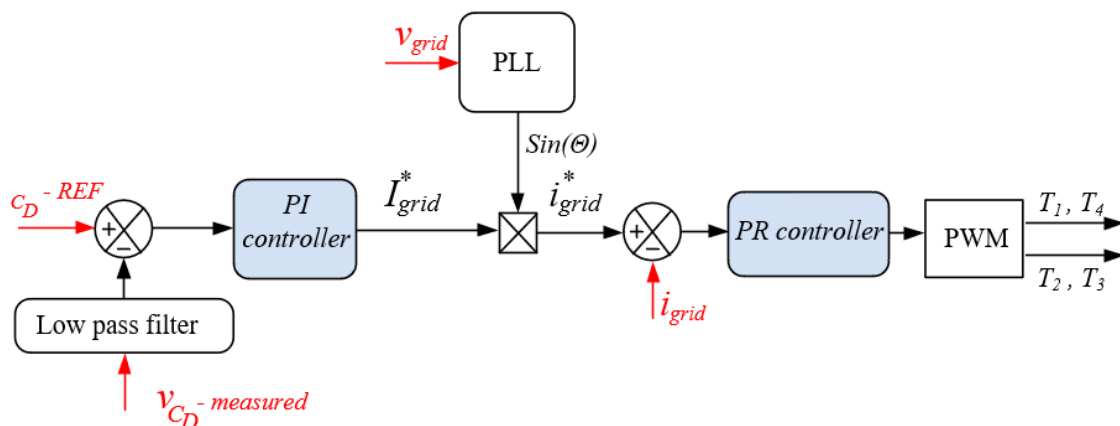 v_grid
PLL
Sin(Θ)
C_D - REF
+
−
PI
controller
I*_grid
i*_grid
+
−
PR controller
PWM
T_1 , T_4
T_2 , T_3
i_grid
Low pass filter
v_C_D - measured